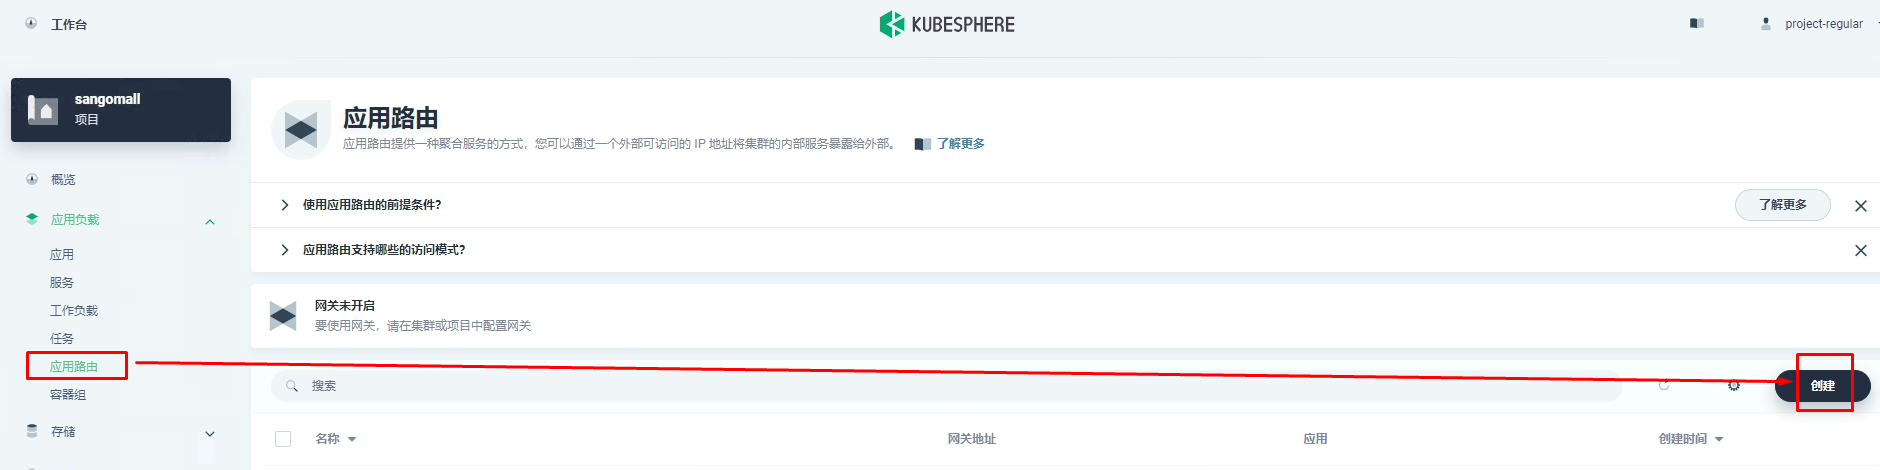 工作台
KUBESPHERE
project-regular
sangomall
项目
应用路由
应用路由提供一种聚合服务的方式，您可以通过一个外部可访问的 IP 地址将集群的内部服务暴露给外部。 了解更多
概览
使用应用路由的前提条件？
了解更多
应用负载
应用路由支持哪些的访问模式？
应用
服务
工作负载
任务
应用路由
容器组
存储
网关未开启
要使用网关，请在集群或项目中配置网关
搜索
创建
名称 网关地址 应用 创建时间